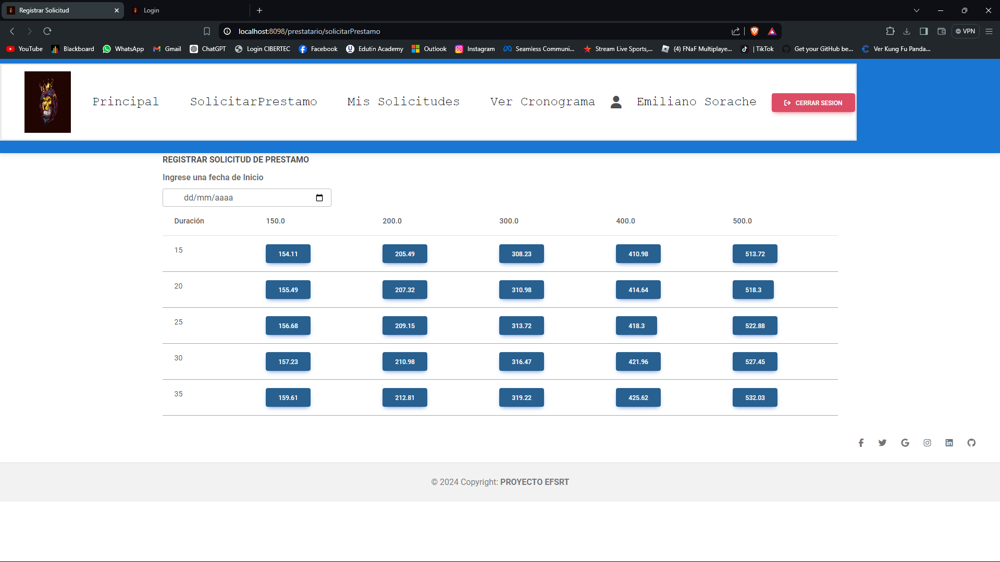 Registrar Solicitud
Login
localhost:8098/prestatario/solicitarPrestamo
VPN
YouTube
Blackboard
WhatsApp
Gmail
ChatGPT
Login CIBERTEC
Facebook
Edutin Academy
Outlook
Instagram
Seamless Communi...
Stream Live Sports,...
(4) FNaF Multiplaye...
| TikTok
Get your GitHub be...
Ver Kung Fu Panda...
Principal
SolicitarPrestamo
Mis Solicitudes
Ver Cronograma
Emiliano Sorache
CERRAR SESION
REGISTRAR SOLICITUD DE PRESTAMO
Ingrese una fecha de Inicio
dd/mm/aaaa
Duración 150.0 200.0 300.0 400.0 500.0
15 154.11 205.49 308.23 410.98 513.72
20 155.49 207.32 310.98 414.64 518.3
25 156.68 209.15 313.72 418.3 522.88
30 157.23 210.98 316.47 421.96 527.45
35 159.61 212.81 319.22 425.62 532.03
© 2024 Copyright: PROYECTO EFSRT